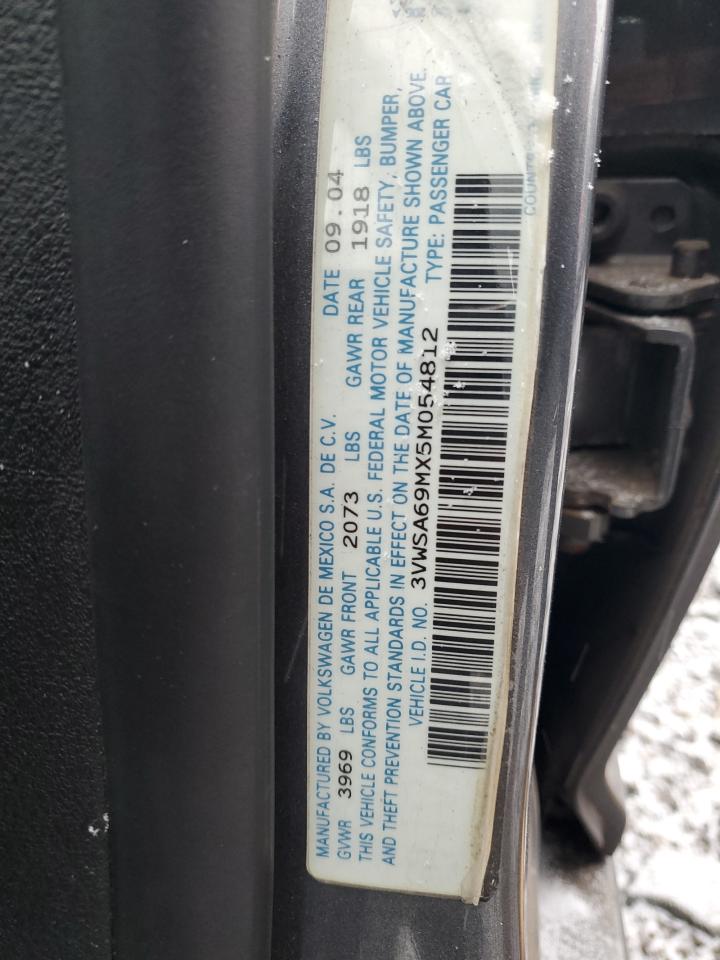 MANUFACTURED BY VOLKSWAGEN DE MEXICO S.A. DE C.V. DATE 09.04
GVWR 3969 LBS GAWR FRONT 2073 LBS GAWR REAR 1918 LBS
THIS VEHICLE CONFORMS TO ALL APPLICABLE U.S. FEDERAL MOTOR VEHICLE SAFETY, BUMPER,
AND THEFT PREVENTION STANDARDS IN EFFECT ON THE DATE OF MANUFACTURE SHOWN ABOVE.
VEHICLE I.D. NO. 3VWSA69MX5M054812 TYPE: PASSENGER CAR